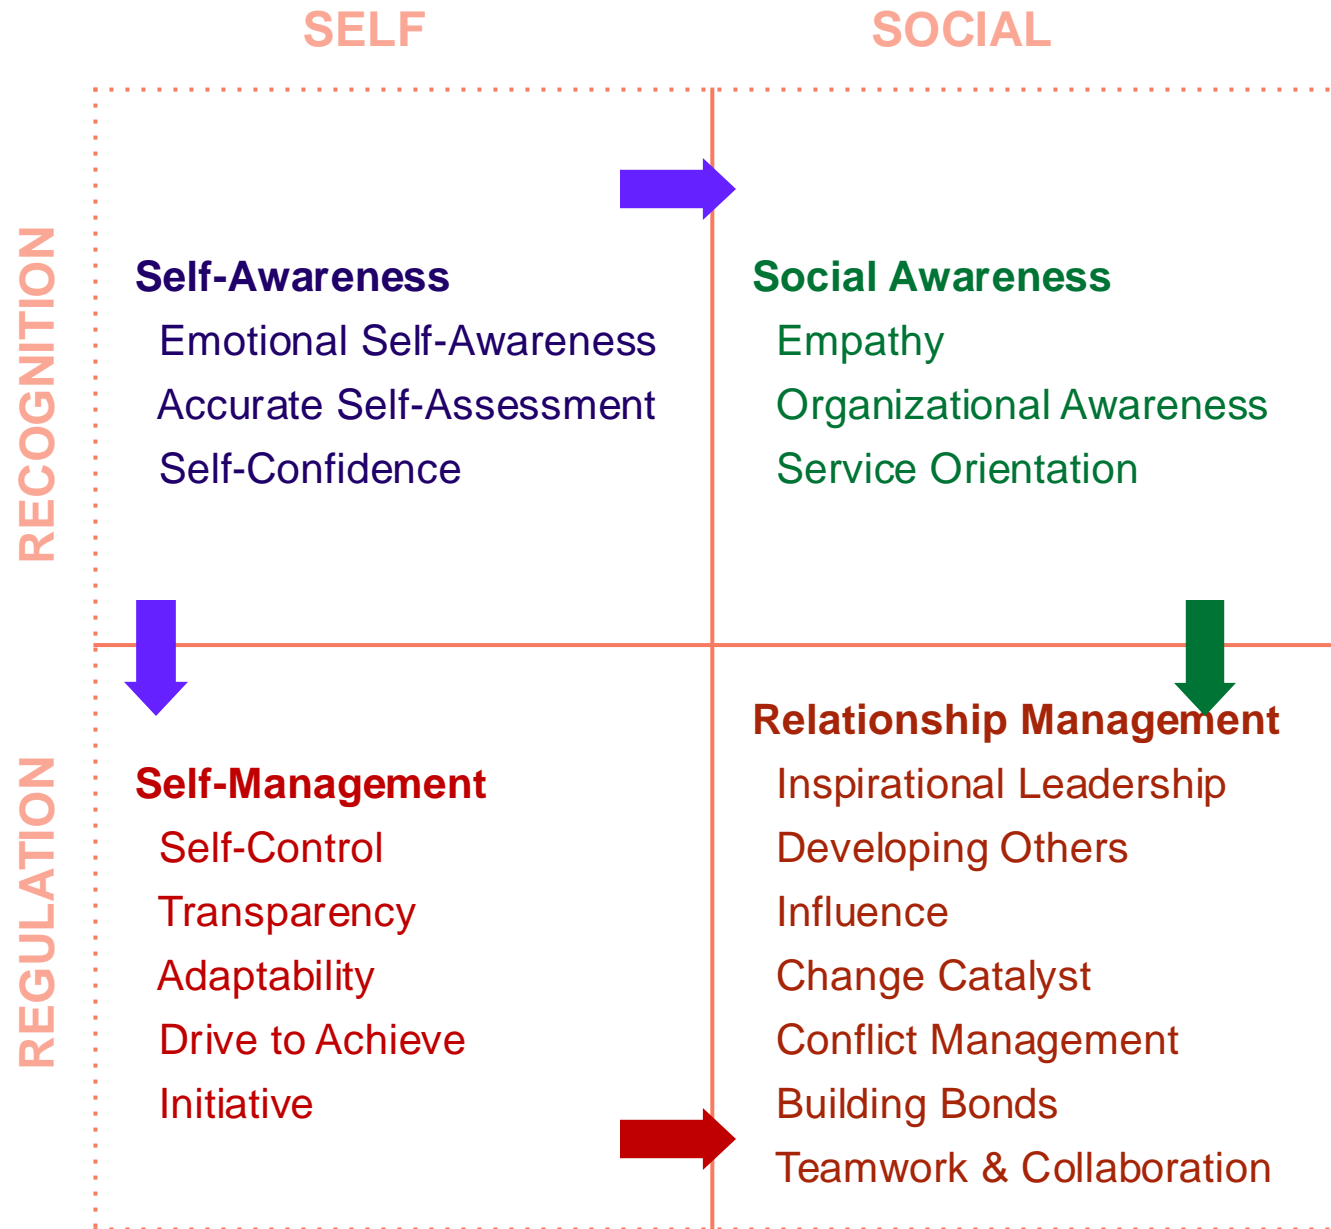 SELF
SOCIAL
RECOGNITION
Self-Awareness
Emotional Self-Awareness
Accurate Self-Assessment
Self-Confidence
Social Awareness
Empathy
Organizational Awareness
Service Orientation
REGULATION
Self-Management
Self-Control
Transparency
Adaptability
Drive to Achieve
Initiative
Relationship Management
Inspirational Leadership
Developing Others
Influence
Change Catalyst
Conflict Management
Building Bonds
Teamwork & Collaboration